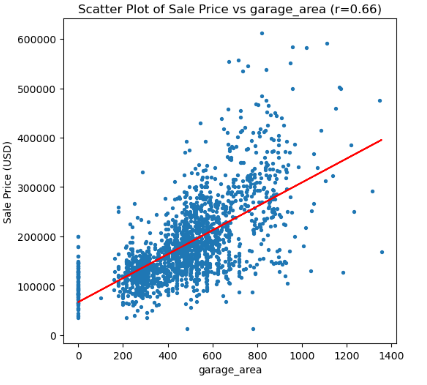 Scatter Plot of Sale Price vs garage_area (r=0.66)
600000
500000
400000
300000
200000
100000
0
Sale Price (USD)
0 200 400 600 800 1000 1200 1400
garage_area